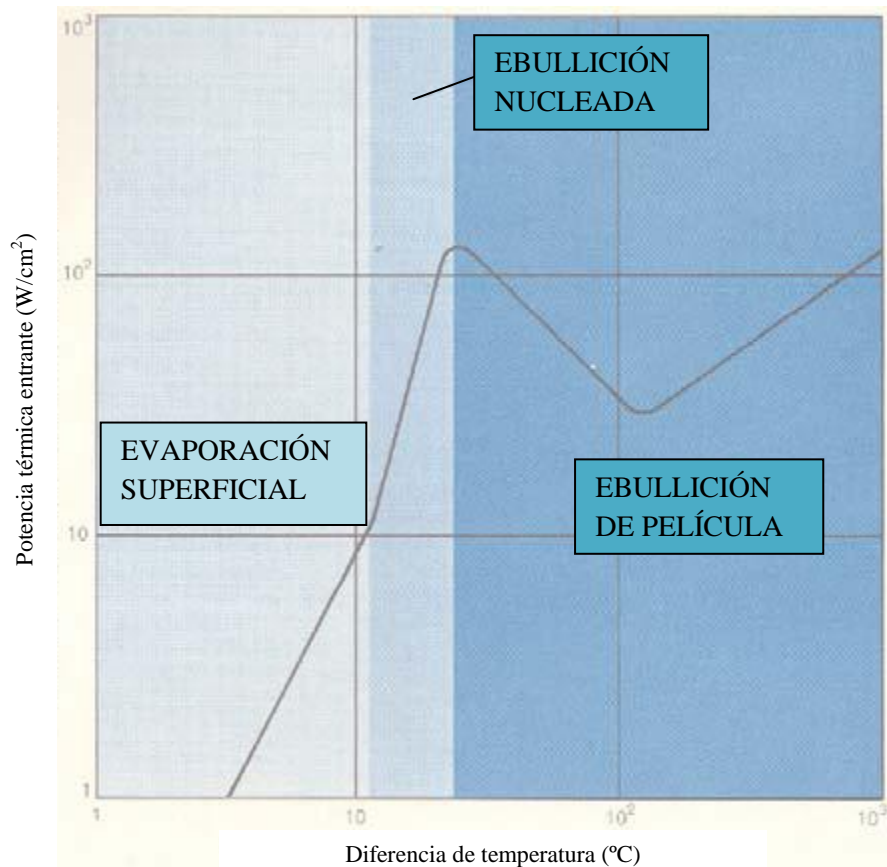 10³
EBULLICIÓN
NUCLEADA
Potencia térmica entrante (W/cm²)
10²
EVAPORACIÓN
SUPERFICIAL
EBULLICIÓN
DE PELÍCULA
10
1
1 10 10² 10³
Diferencia de temperatura (ºC)